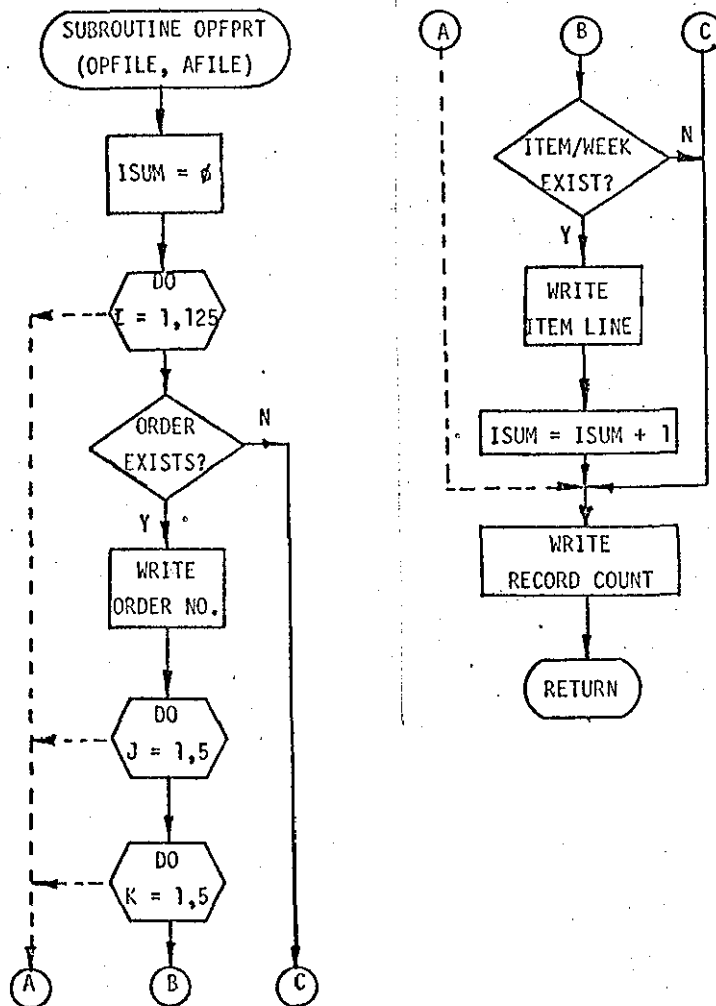 SUBROUTINE OPFPRT
(OPFILE, AFILE)
ISUM = ∅
DO
I = 1,125
ORDER
EXISTS?
N
Y
WRITE
ORDER NO.
DO
J = 1,5
DO
K = 1,5
A
B
C
A
B
C
ITEM/WEEK
EXIST?
N
Y
WRITE
ITEM LINE
ISUM = ISUM + 1
WRITE
RECORD COUNT
RETURN